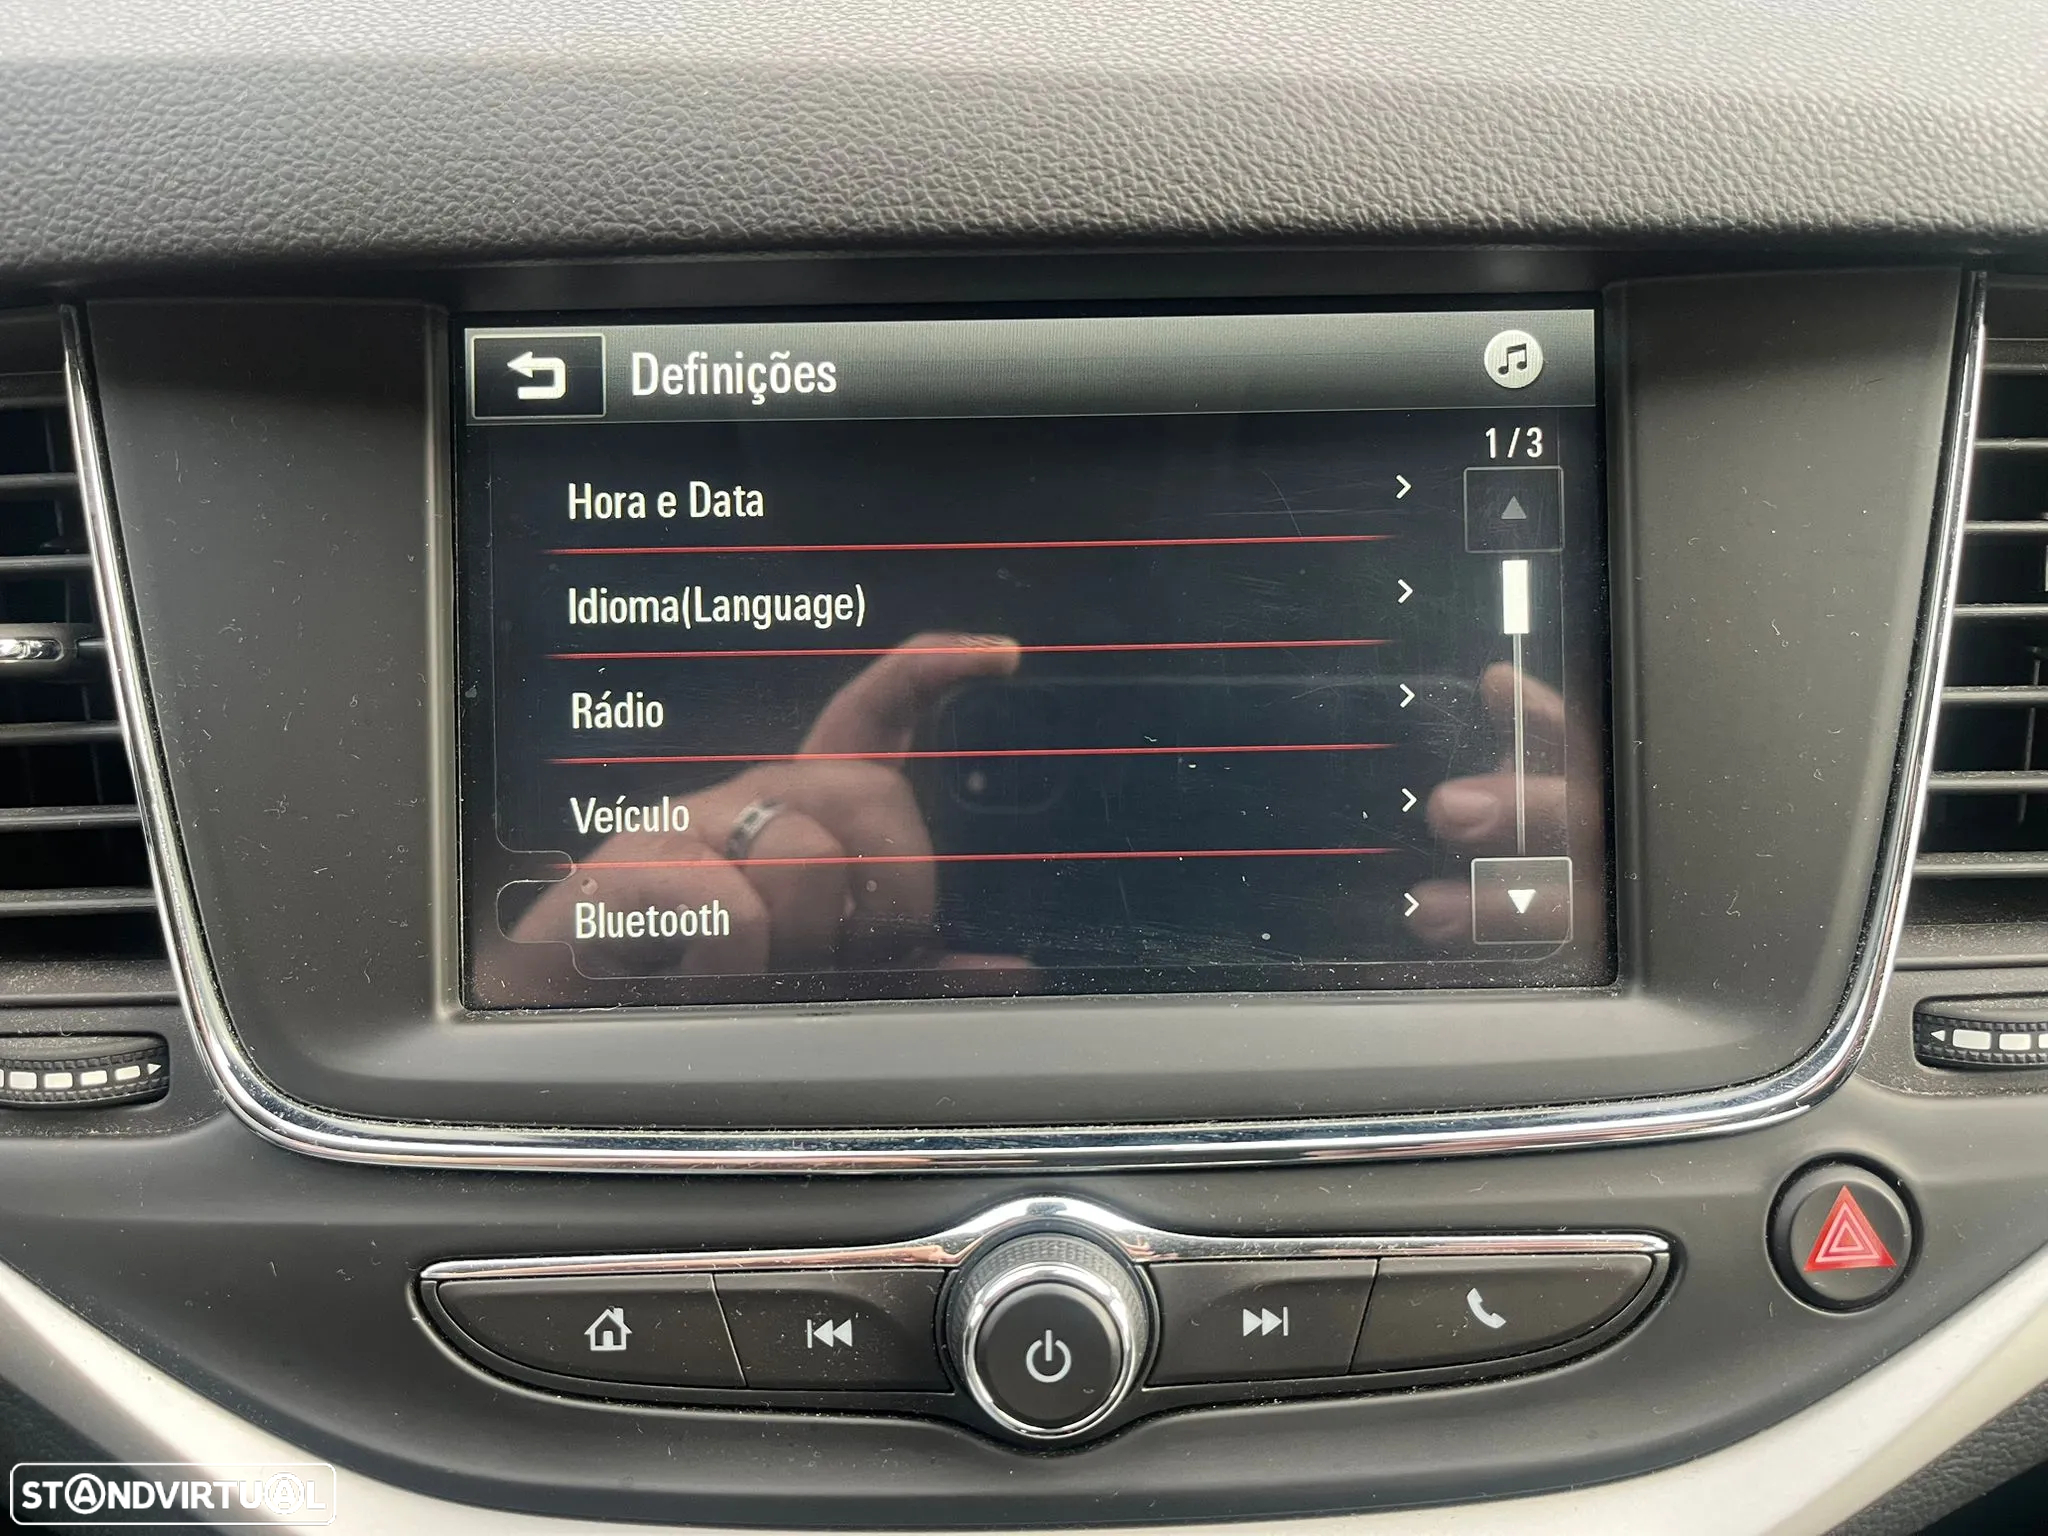 Definições
1/3
Hora e Data
Idioma(Language)
Rádio
Veículo
Bluetooth
STANDVIRTUAL